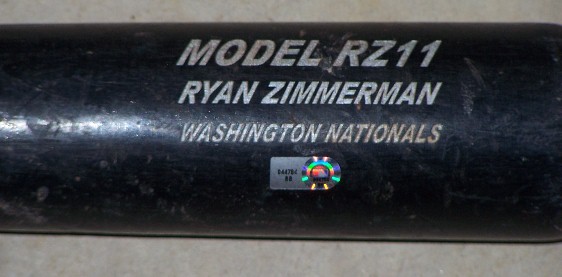 MODEL RZ11
RYAN ZIMMERMAN
WASHINGTON NATIONALS